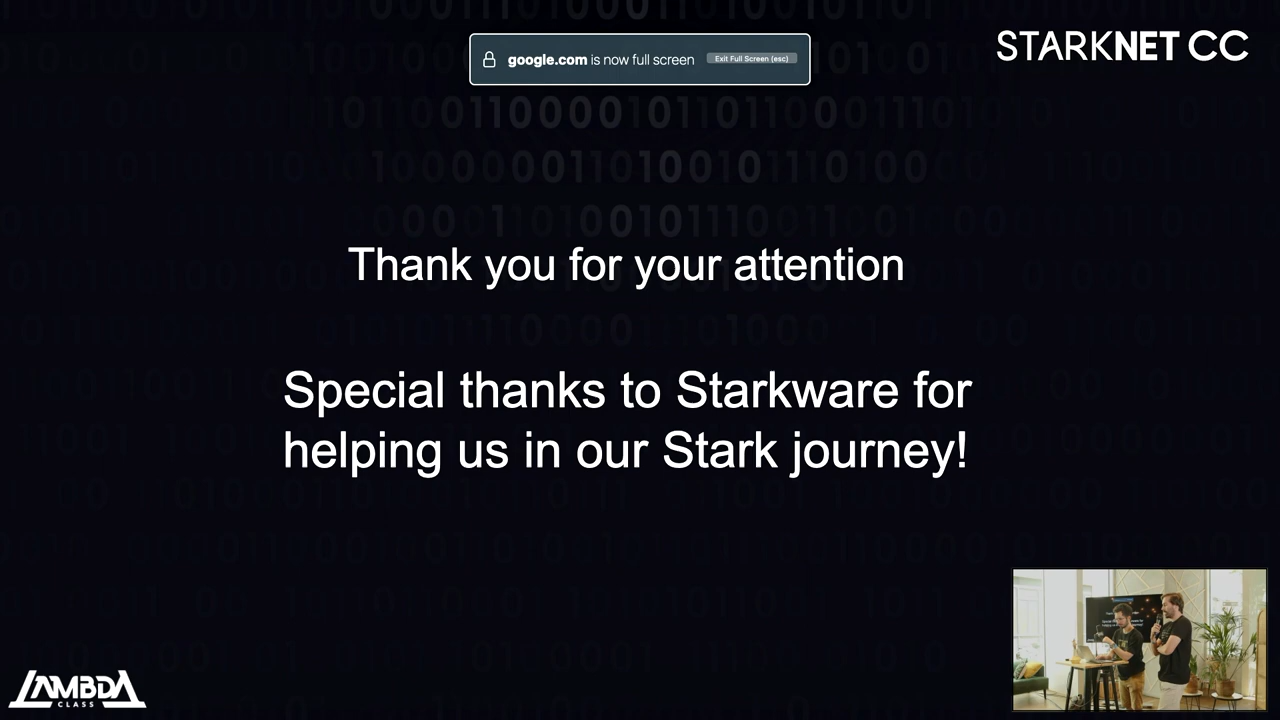 STARKNET CC
google.com is now full screen Exit Full Screen (esc)
Thank you for your attention
Special thanks to Starkware for
helping us in our Stark journey!
LAMBDA
CLASS